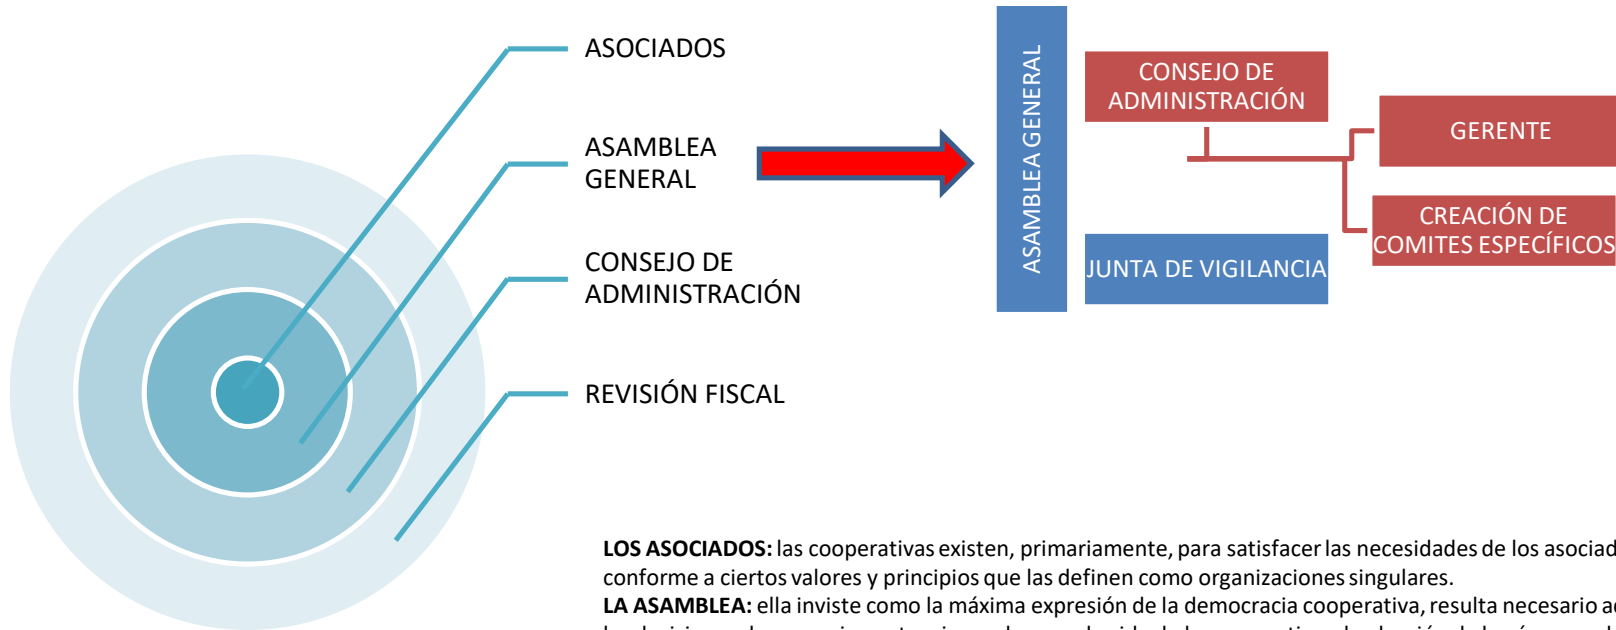 ASOCIADOS
ASAMBLEA
GENERAL
CONSEJO DE
ADMINISTRACIÓN
REVISIÓN FISCAL
ASAMBLEA GENERAL
CONSEJO DE
ADMINISTRACIÓN
GERENTE
CREACIÓN DE
COMITES ESPECÍFICOS
JUNTA DE VIGILANCIA
LOS ASOCIADOS: las cooperativas existen, primariamente, para satisfacer las necesidades de los
conforme a ciertos valores y principios que las definen como organizaciones singulares.
LA ASAMBLEA: ella inviste como la máxima expresión de la democracia cooperativa, resulta necesario